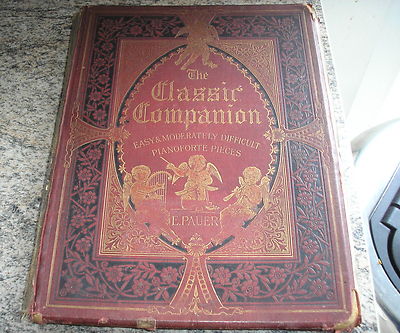 The
Classic
Companion
EASY & MODERATELY DIFFICULT
PIANOFORTE PIECES
E. PAUER